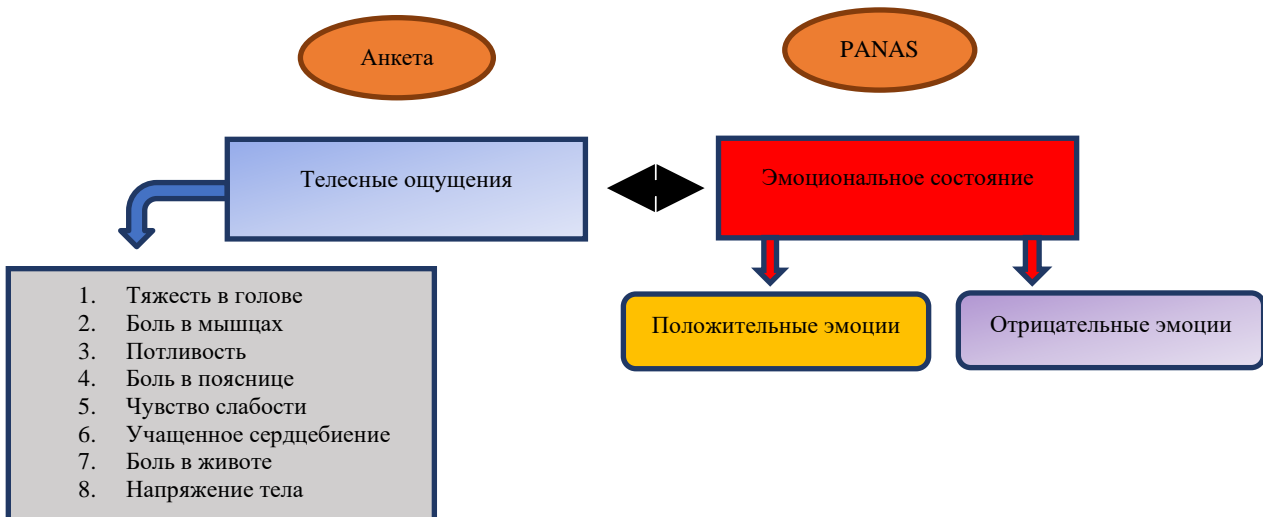 Анкета
PANAS
Телесные ощущения
Эмоциональное состояние
1. Тяжесть в голове
2. Боль в мышцах
3. Потливость
4. Боль в пояснице
5. Чувство слабости
6. Учащенное сердцебиение
7. Боль в животе
8. Напряжение тела
Положительные эмоции
Отрицательные эмоции